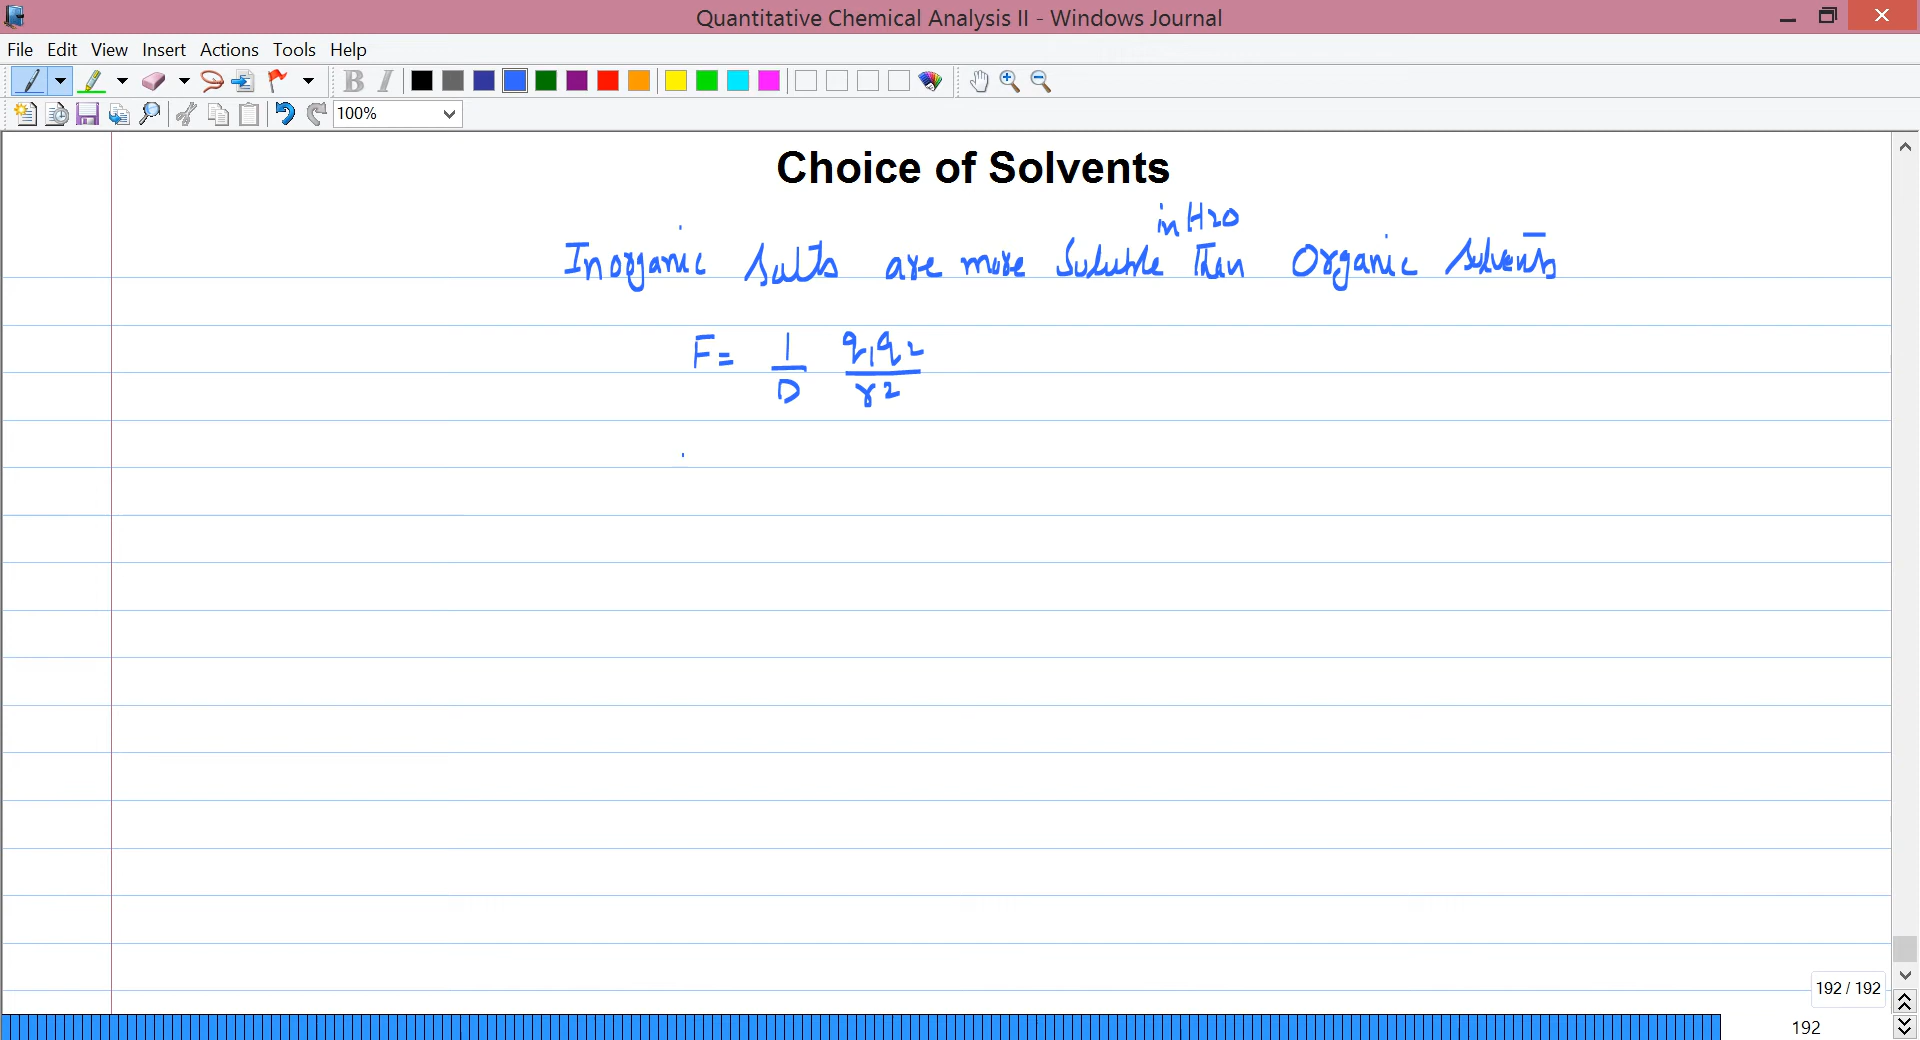 Quantitative Chemical Analysis II - Windows Journal
File Edit View Insert Actions Tools Help
B I
100%
Choice of Solvents
in H2O
Inorganic salts are more Soluble than Organic solvents
F = 1/D q1q2/r2
192 / 192
192